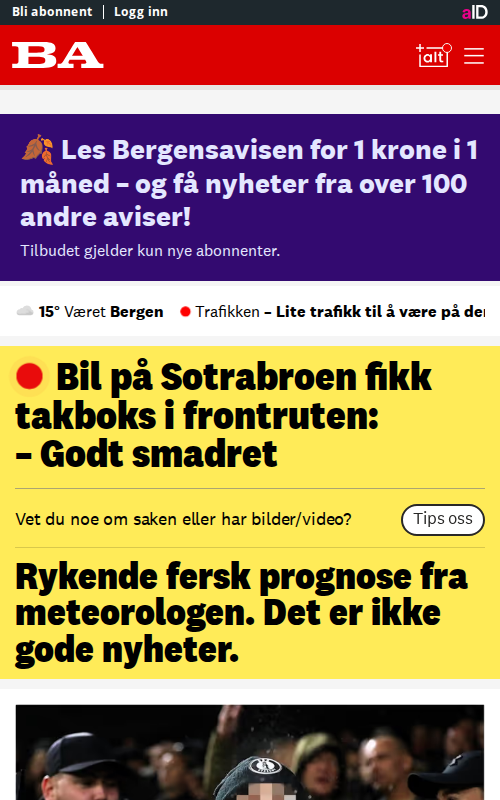 Bli abonnent
Logg inn
aID
BA
+alt
🍂 Les Bergensavisen for 1 krone i 1
måned – og få nyheter fra over 100
andre aviser!
Tilbudet gjelder kun nye abonnenter.
15° Været Bergen
Trafikken – Lite trafikk til å være på
Bil på Sotrabroen fikk
takboks i frontruten:
– Godt smadret
Vet du noe om saken eller har bilder/video?
Tips oss
Rykende fersk prognose fra
meteorologen. Det er ikke
gode nyheter.